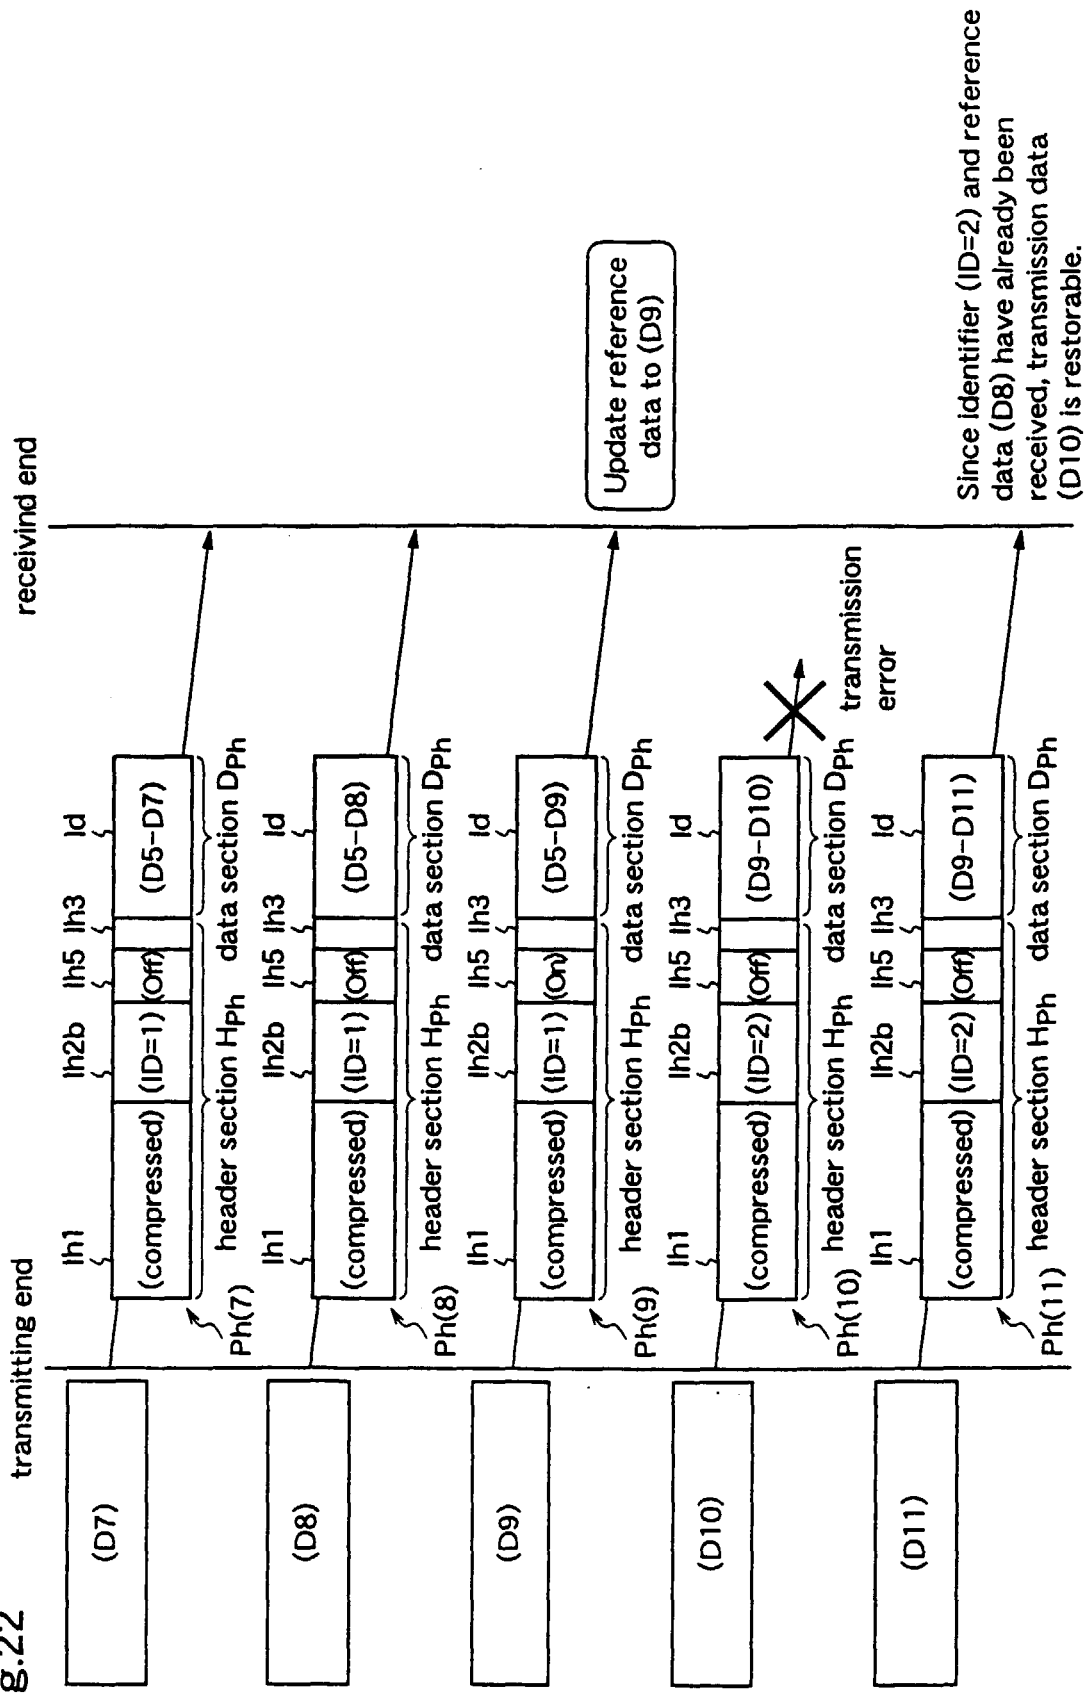 g.22
transmitting end
receivind end
(D7)
Ih1
Ih2b
Ih5
Ih3
Id
(compressed)
(ID=1)
(Off)
(D5-D7)
header section HPh
data section DPh
Ph(7)
(D8)
Ih1
Ih2b
Ih5
Ih3
Id
(compressed)
(ID=1)
(Off)
(D5-D8)
header section HPh
data section DPh
Ph(8)
(D9)
Ih1
Ih2b
Ih5
Ih3
Id
(compressed)
(ID=1)
(On)
(D5-D9)
header section HPh
data section DPh
Ph(9)
Update reference
data to (D9)
(D10)
Ih1
Ih2b
Ih5
Ih3
Id
(compressed)
(ID=2)
(Off)
(D9-D10)
header section HPh
data section DPh
Ph(10)
transmission
error
(D11)
Ih1
Ih2b
Ih5
Ih3
Id
(compressed)
(ID=2)
(Off)
(D9-D11)
header section HPh
data section DPh
Ph(11)
Since identifier (ID=2) and reference
data (D8) have already been
received, transmission data
(D10) is restorable.